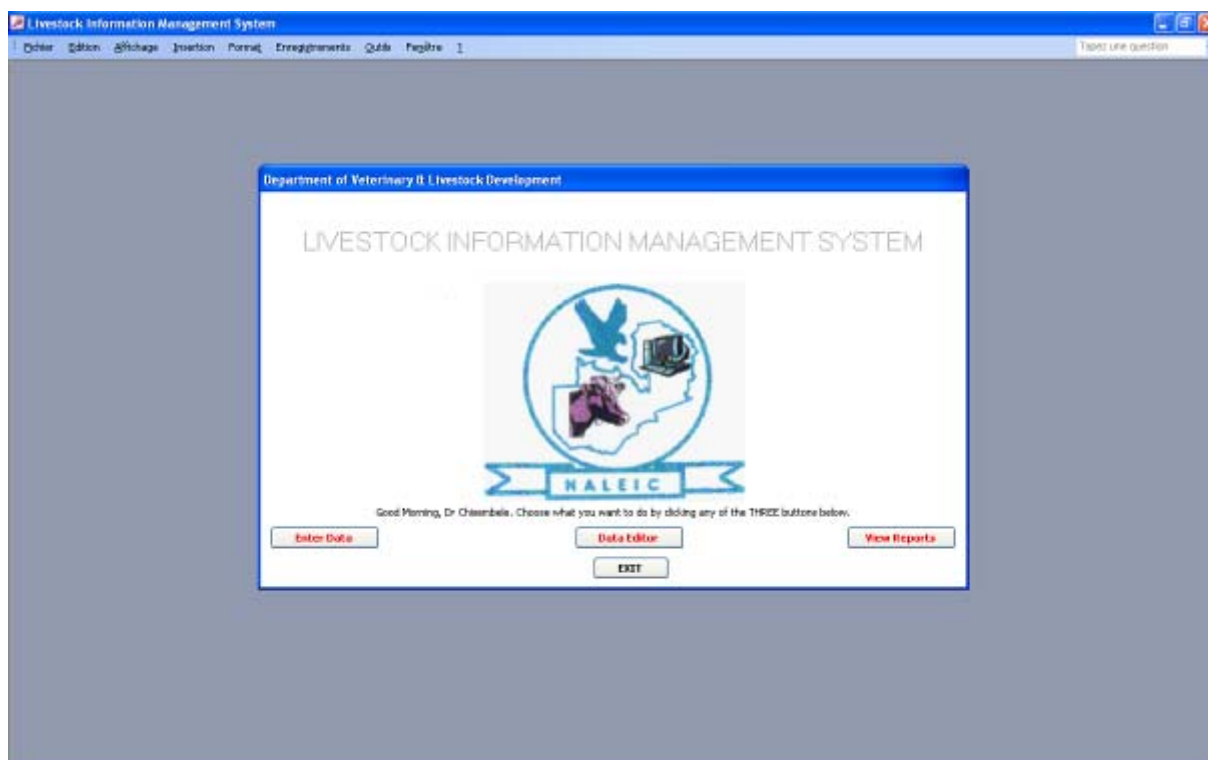 Livestock Information Management System
Edition Affichage Insertion Format Enregistrements Outils Fenêtre ?
Tapez une question
Department of Veterinary & Livestock Development
LIVESTOCK INFORMATION MANAGEMENT SYSTEM
NALEIC
Good Morning, Dr Chisembele. Choose what you want to do by clicking any of the THREE buttons below.
Enter Data Data Editor View Reports
EXIT